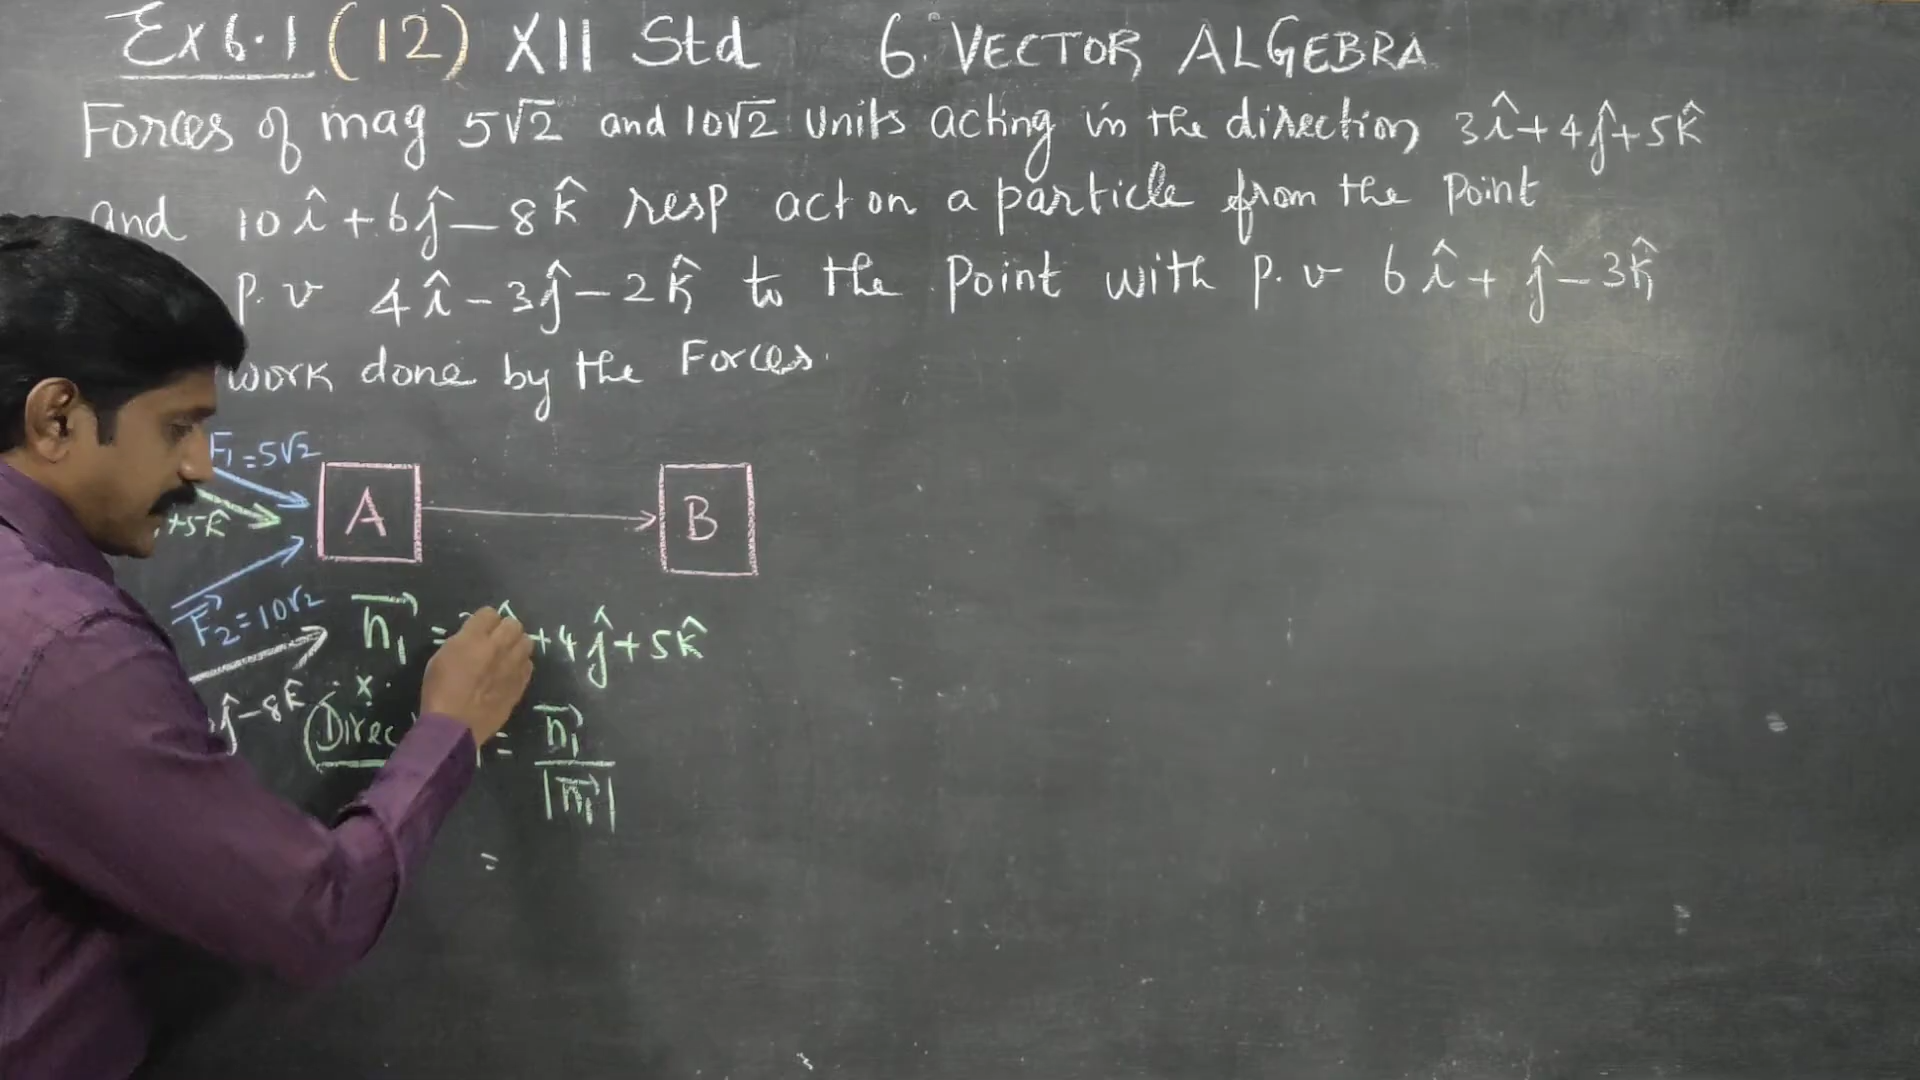 Ex 6.1 (12) XII Std 6. VECTOR ALGEBRA
Forces of mag 5√2 and 10√2 units acting in the direction 3î+4ĵ+5k̂
and 10î+6ĵ-8k̂ resp act on a particle from the point
p.v 4î-3ĵ-2k̂ to the point with p.v 6î+ĵ-3k̂
work done by the Forces.
F₁=5√2
A
B
+5k̂
F₂⃗=10√2
n₁⃗ = î+4ĵ+5k̂
ĵ-8k̂
= n₁⃗/|n₁⃗|
=